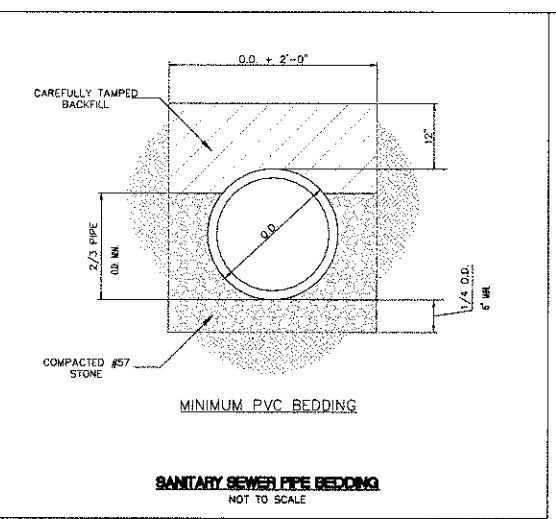 O.D. + 2'-0"
CAREFULLY TAMPED
BACKFILL
12"
O.D.
2/3 PIPE
O.D. MIN.
1/4 O.D.
6" MIN.
COMPACTED #57
STONE
MINIMUM PVC BEDDING
SANITARY SEWER PIPE BEDDING
NOT TO SCALE